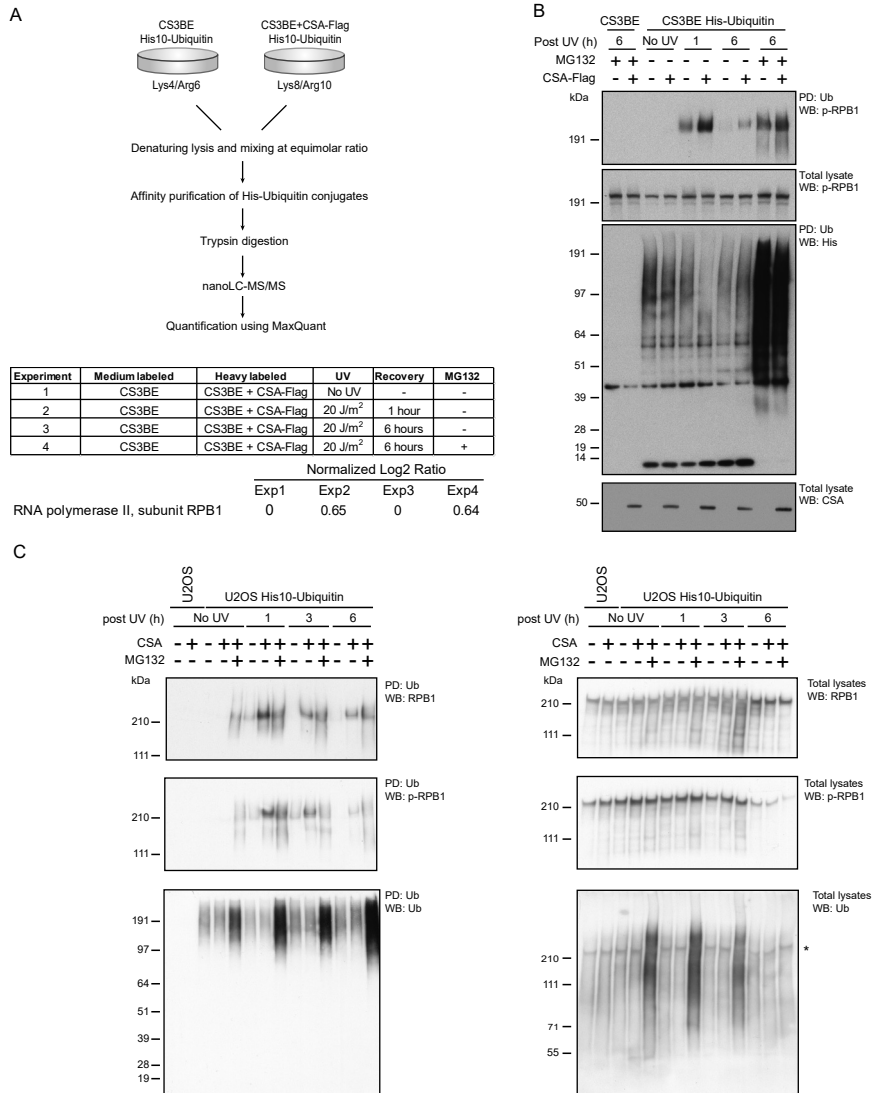 A
CS3BE
His10-Ubiquitin
CS3BE+CSA-Flag
His10-Ubiquitin
Lys4/Arg6
Lys8/Arg10
Denaturing lysis and mixing at equimolar ratio
Affinity purification of His-Ubiquitin conjugates
Trypsin digestion
nanoLC-MS/MS
Quantification using MaxQuant
Experiment Medium labeled Heavy labeled UV Recovery MG132
1 CS3BE CS3BE + CSA-Flag No UV - -
2 CS3BE CS3BE + CSA-Flag 20 J/m² 1 hour -
3 CS3BE CS3BE + CSA-Flag 20 J/m² 6 hours -
4 CS3BE CS3BE + CSA-Flag 20 J/m² 6 hours +
Normalized Log2 Ratio
Exp1 Exp2 Exp3 Exp4
RNA polymerase II, subunit RPB1 0 0.65 0 0.64
B
CS3BE CS3BE His-Ubiquitin
Post UV (h) 6 No UV 1 6 6
MG132 + + - - - - - - + +
CSA-Flag - + - + - + - + - +
kDa
PD: Ub
WB: p-RPB1
191
Total lysate
WB: p-RPB1
191
PD: Ub
WB: His
191
97
64
51
39
28
19
14
Total lysate
WB: CSA
50
C
U2OS
U2OS His10-Ubiquitin
post UV (h) No UV 1 3 6
CSA - + - + + - + + - + + - + +
MG132 - - - - + - - + - - + - - +
kDa
PD: Ub
WB: RPB1
210
111
PD: Ub
WB: p-RPB1
210
111
PD: Ub
WB: Ub
191
97
64
51
39
28
19
U2OS
U2OS His10-Ubiquitin
post UV (h) No UV 1 3 6
CSA - + - + + - + + - + + - + +
MG132 - - - - + - - + - - + - - +
kDa
Total lysates
WB: RPB1
210
111
Total lysates
WB: p-RPB1
210
111
Total lysates
WB: Ub
*
210
111
71
55